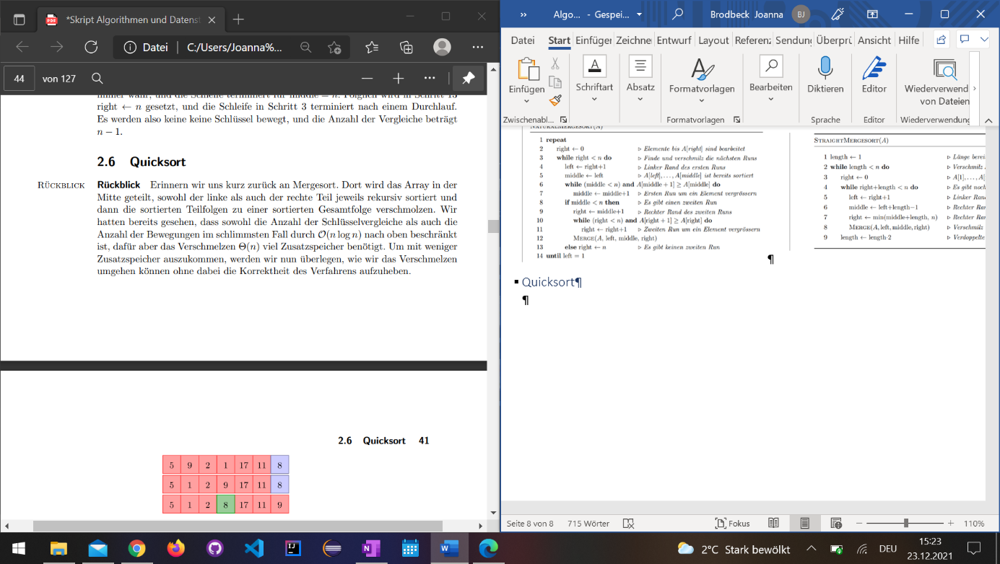 *Skript Algorithmen und Datenst
Datei
C:/Users/Joanna%...
44
von 127
immer wahr, und die Schleife terminiert für middle = n. Folglich wird in Schritt 13
right ← n gesetzt, und die Schleife in Schritt 3 terminiert nach einem Durchlauf.
Es werden also keine keine Schlüssel bewegt, und die Anzahl der Vergleiche beträgt
n − 1.
2.6 Quicksort
RÜCKBLICK
Rückblick Erinnern wir uns kurz zurück an Mergesort. Dort wird das Array in der
Mitte geteilt, sowohl der linke als auch der rechte Teil jeweils rekursiv sortiert und
dann die sortierten Teilfolgen zu einer sortierten Gesamtfolge verschmolzen. Wir
hatten bereits gesehen, dass sowohl die Anzahl der Schlüsselvergleiche als auch die
Anzahl der Bewegungen im schlimmsten Fall durch O(n log n) nach oben beschränkt
ist, dafür aber das Verschmelzen Θ(n) viel Zusatzspeicher benötigt. Um mit weniger
Zusatzspeicher auszukommen, werden wir nun überlegen, wie wir das Verschmelzen
umgehen können ohne dabei die Korrektheit des Verfahrens aufzuheben.
2.6 Quicksort 41
5 9 2 1 17 11 8
5 1 2 9 17 11 8
5 1 2 8 17 11 9
Algo... - Gespei...
Brodbeck Joanna
BJ
Datei Start Einfüger Zeichne Entwurf Layout Referenz Sendung Überprü Ansicht Hilfe
Einfügen
Schriftart
Absatz
Formatvorlagen
Bearbeiten
Diktieren
Editor
Wiederverwend
von Dateien
Zwischenabl...
Formatvorlagen
Sprache
Editor
Wiederverwendung
NATURALMERGESORT(A)
1 repeat
2 right ← 0 ▷ Elemente bis A[right] sind bearbeitet
3 while right < n do ▷ Finde und verschmilz die nächsten Runs
4 left ← right+1 ▷ Linker Rand des ersten Runs
5 middle ← left ▷ A[left], . . . , A[middle] ist bereits sortiert
6 while (middle < n) and A[middle + 1] ≥ A[middle] do
7 middle ← middle+1 ▷ Ersten Run um ein Element vergrössern
8 if middle < n then ▷ Es gibt einen zweiten Run
9 right ← middle+1 ▷ Rechter Rand des zweiten Runs
10 while (right < n) and A[right + 1] ≥ A[right] do
11 right ← right+1 ▷ Zweiten Run um ein Element vergrössern
12 MERGE(A, left, middle, right)
13 else right ← n ▷ Es gibt keinen zweiten Run
14 until left = 1
STRAIGHTMERGESORT(A)
1 length ← 1 ▷ Länge berei
2 while length < n do ▷ Verschmilz
3 right ← 0 ▷ A[1], . . . , A
4 while right+length < n do ▷ Es gibt noch
5 left ← right+1 ▷ Linker Rand
6 middle ← left+length−1 ▷ Rechter Rar
7 right ← min(middle+length, n) ▷ Rechter Rar
8 MERGE(A, left, middle, right) ▷ Verschmilz
9 length ← length·2 ▷ Verdoppelte
¶
Quicksort¶
¶
Seite 8 von 8
715 Wörter
Fokus
110%
2°C Stark bewölkt
DEU
15:23
23.12.2021